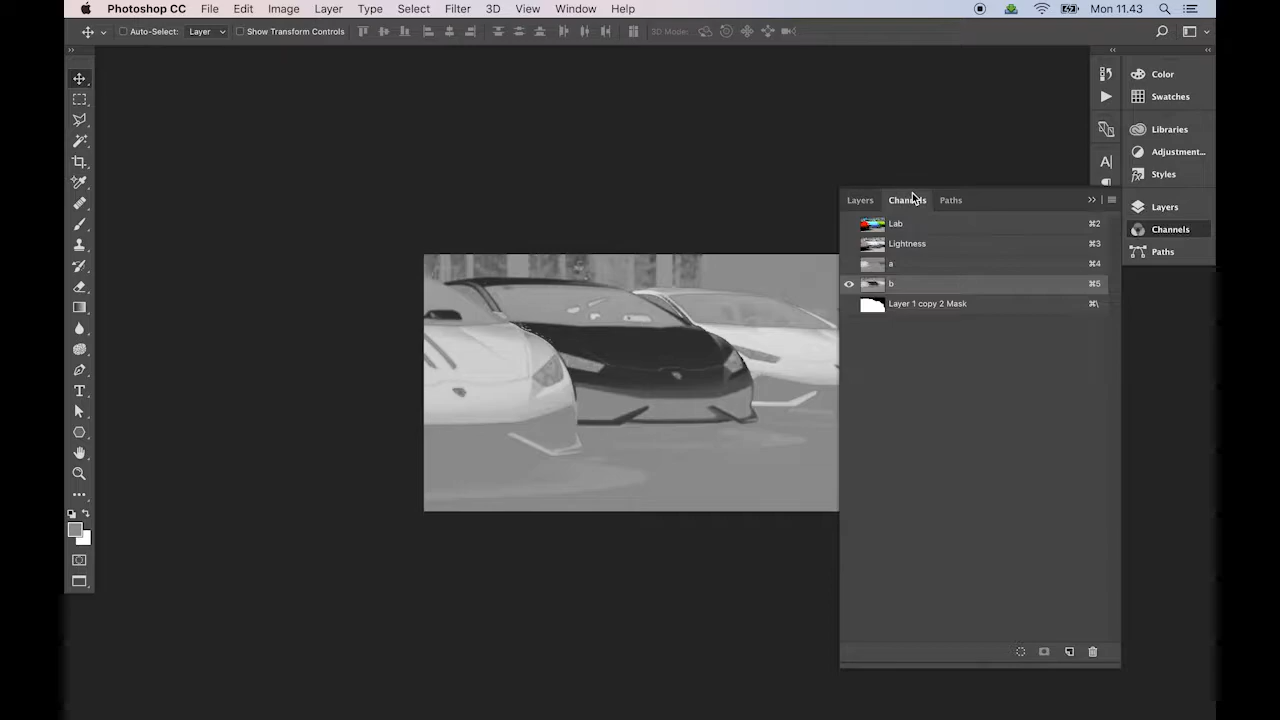 Photoshop CC File Edit Image Layer Type Select Filter 3D View Window Help Mon 11.43
Auto-Select: Layer Show Transform Controls 3D Mode:
Color
Swatches
Libraries
Adjustment...
Styles
Layers
Channels
Paths
Layers Channels Paths
Lab ⌘2
Lightness ⌘3
a ⌘4
b ⌘5
Layer 1 copy 2 Mask ⌘\